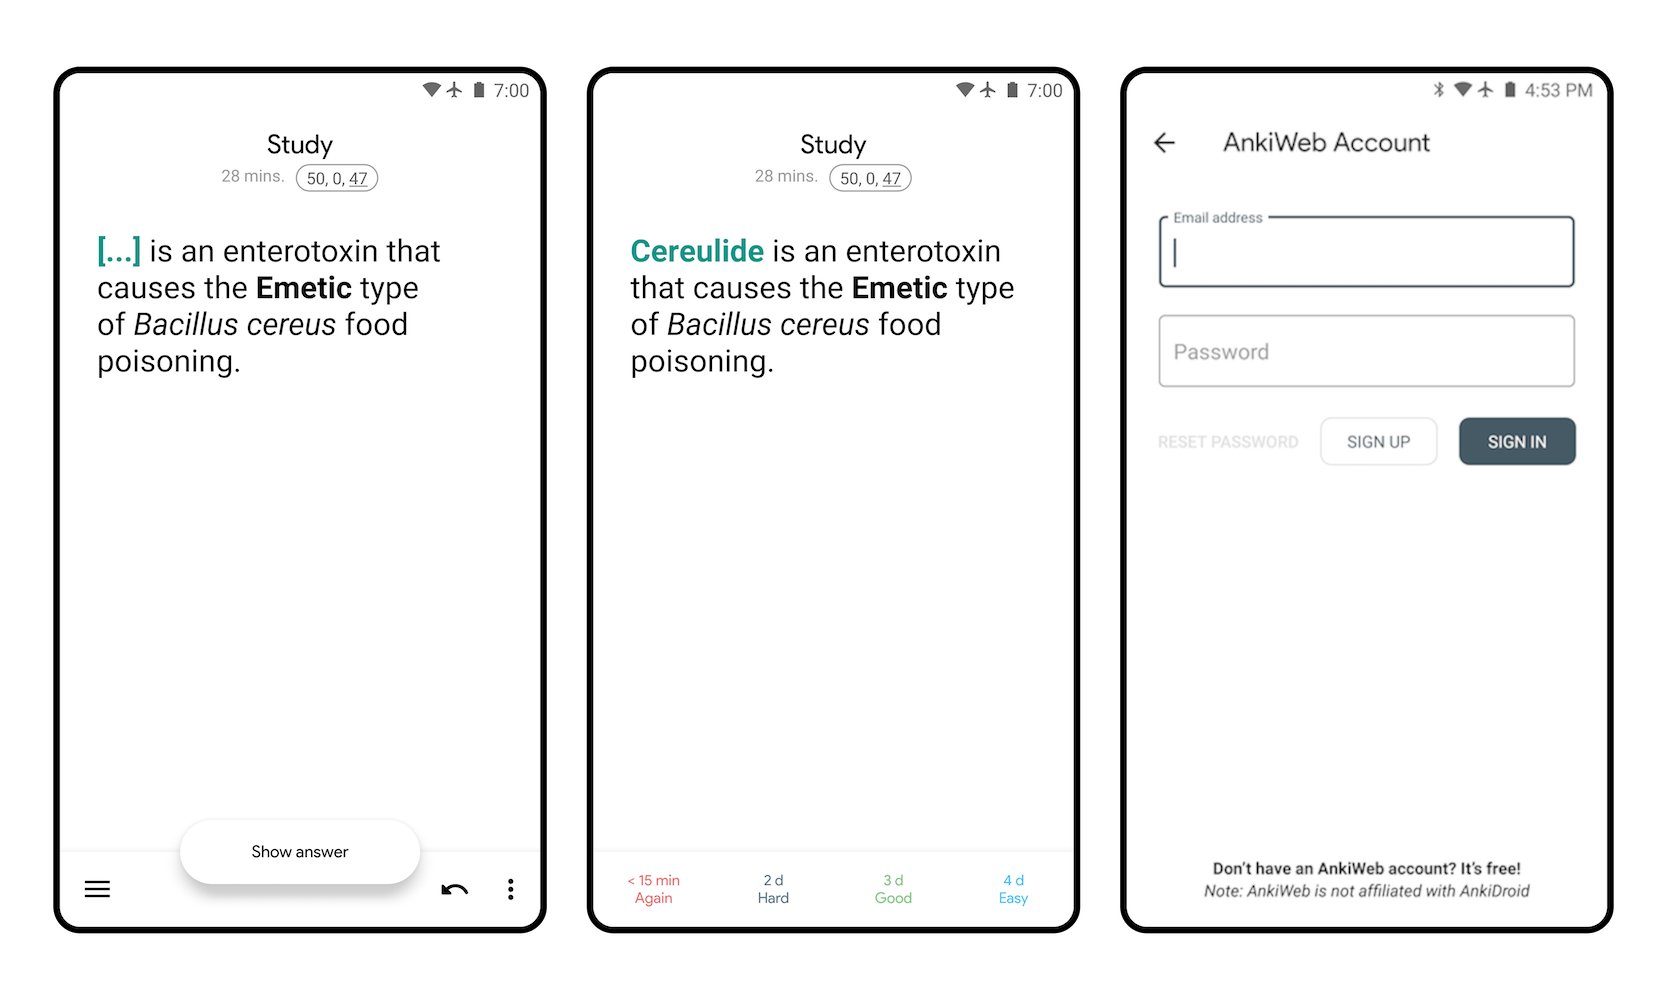 7:00
Study
28 mins. 50, 0, 47
[...] is an enterotoxin that
causes the Emetic type
of Bacillus cereus food
poisoning.
Show answer
7:00
Study
28 mins. 50, 0, 47
Cereulide is an enterotoxin
that causes the Emetic type
of Bacillus cereus food
poisoning.
< 15 min 2 d 3 d 4 d
Again Hard Good Easy
4:53 PM
AnkiWeb Account
Email address
Password
RESET PASSWORD SIGN UP SIGN IN
Don't have an AnkiWeb account? It's free!
Note: AnkiWeb is not affiliated with AnkiDroid